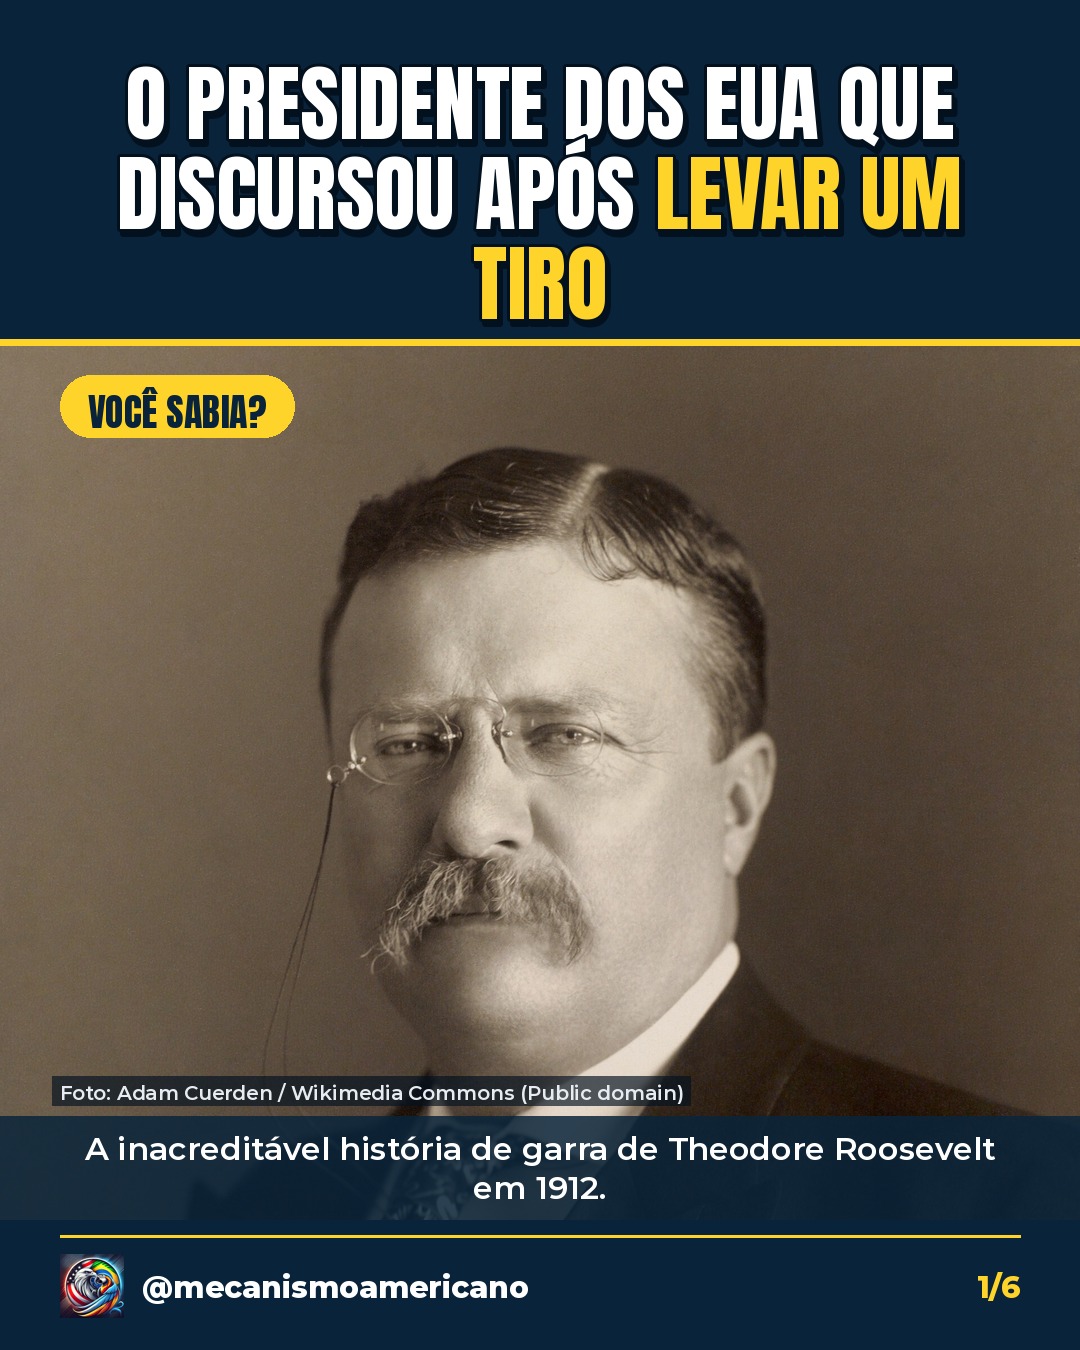 O PRESIDENTE DOS EUA QUE
DISCURSOU APÓS LEVAR UM
TIRO
VOCÊ SABIA?
Foto: Adam Cuerden / Wikimedia Commons (Public domain)
A inacreditável história de garra de Theodore Roosevelt
em 1912.
@mecanismoamericano
1/6